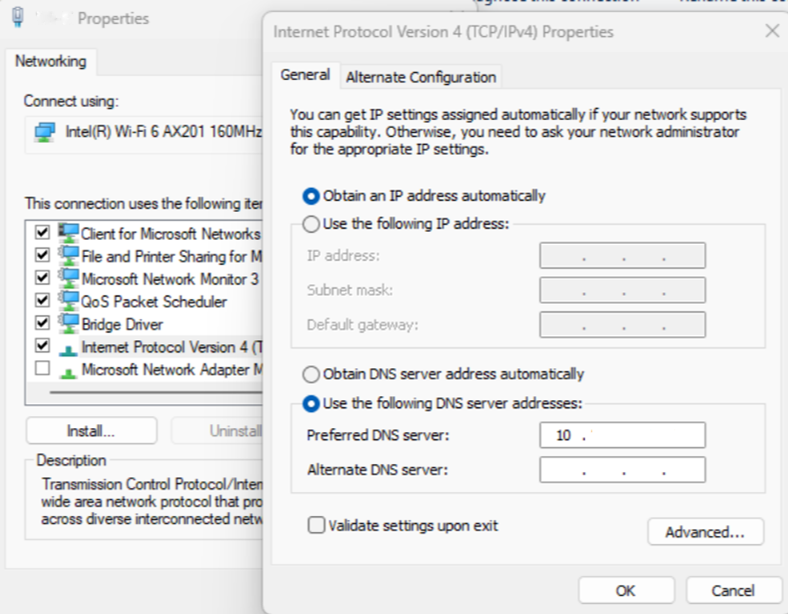 Properties
Networking
Connect using:
Intel(R) Wi-Fi 6 AX201 160MHz
This connection uses the following
Client for Microsoft Networks
File and Printer Sharing for M
Microsoft Network Monitor 3
QoS Packet Scheduler
Bridge Driver
Internet Protocol Version 4 (T
Microsoft Network Adapter M
Install...
Uninstall
Description
Transmission Control Protocol/Inter
wide area network protocol that pro
across diverse interconnected netw
Internet Protocol Version 4 (TCP/IPv4) Properties
General
Alternate Configuration
You can get IP settings assigned automatically if your network supports
this capability. Otherwise, you need to ask your network administrator
for the appropriate IP settings.
Obtain an IP address automatically
Use the following IP address:
IP address:
Subnet mask:
Default gateway:
Obtain DNS server address automatically
Use the following DNS server addresses:
Preferred DNS server:
10 .
Alternate DNS server:
Validate settings upon exit
Advanced...
OK
Cancel